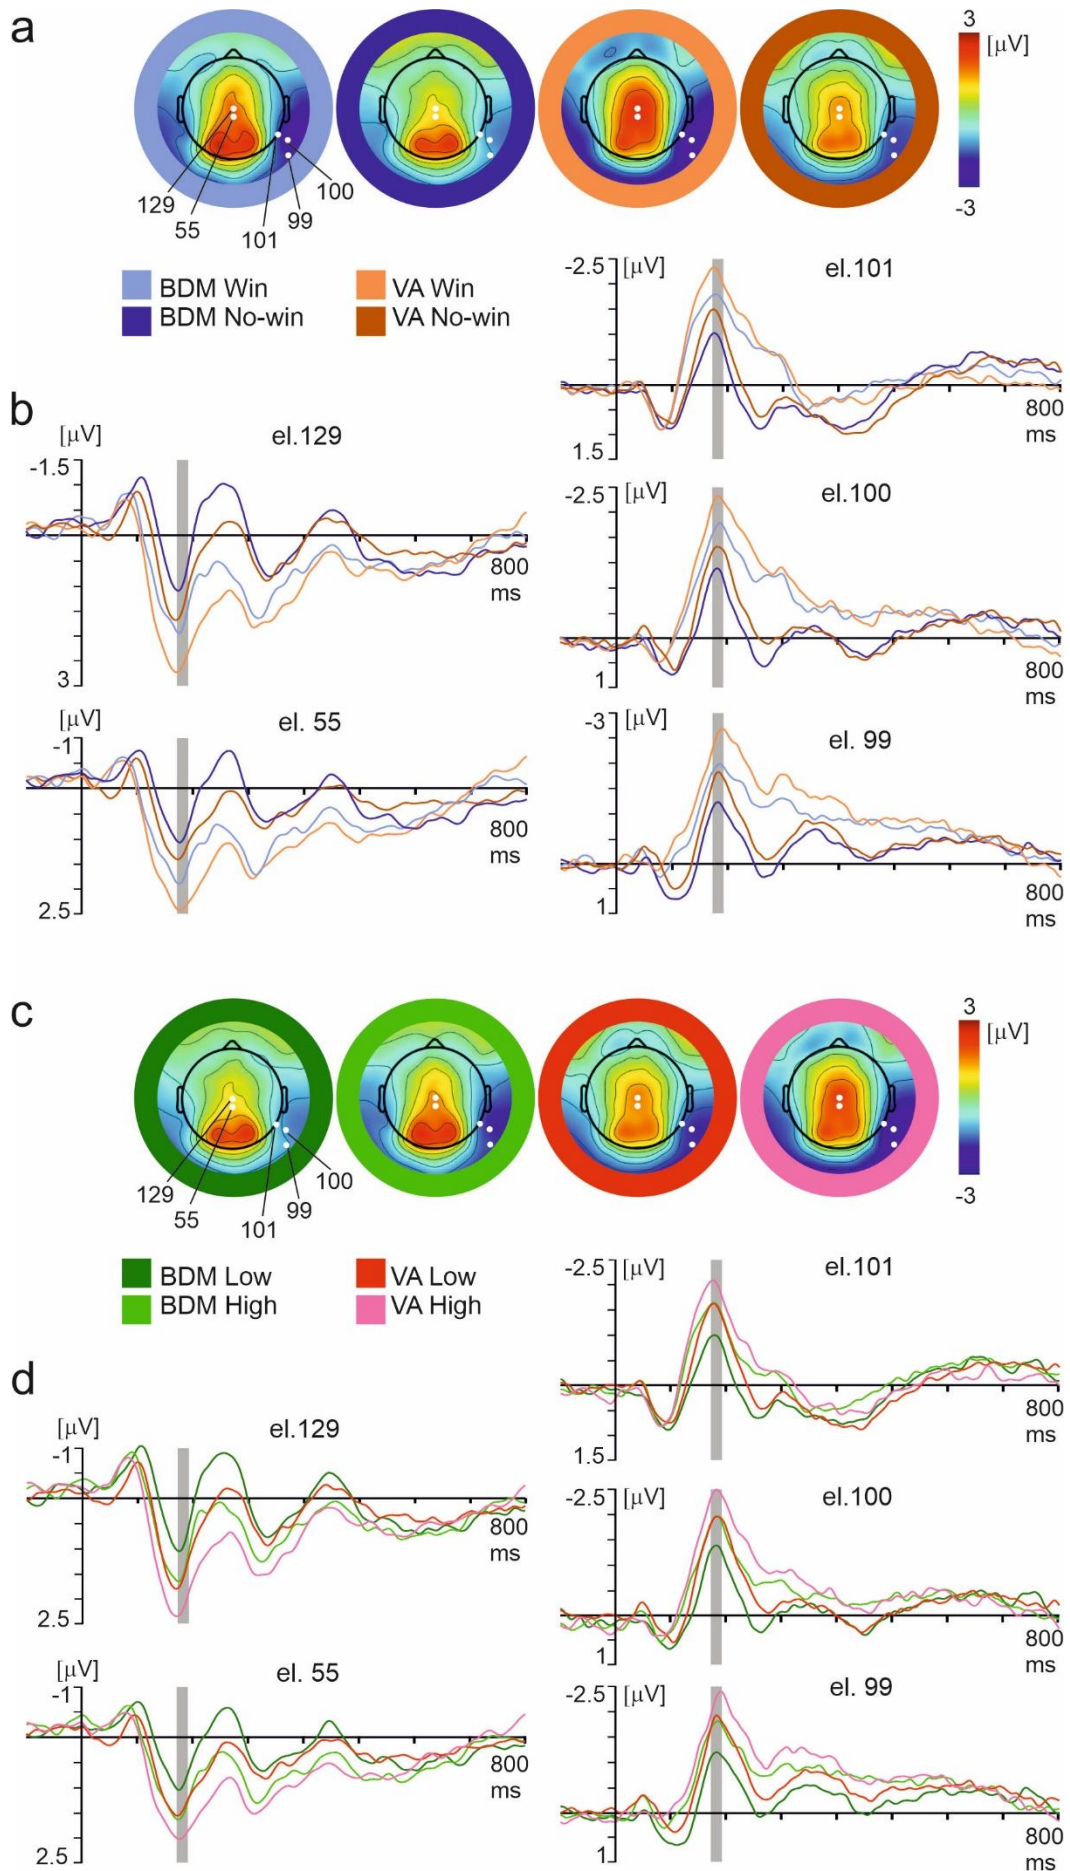 a
3
[μV]
-3
129
55
101
99
100
BDM Win
BDM No-win
VA Win
VA No-win
-2.5
[μV]
el.101
800
ms
1.5
b
[μV]
-1.5
el.129
800
ms
3
-2.5
[μV]
el.100
800
ms
1
[μV]
-1
el. 55
800
ms
2.5
-3
[μV]
el. 99
800
ms
1
c
3
[μV]
-3
129
55
101
99
100
BDM Low
BDM High
VA Low
VA High
-2.5
[μV]
el.101
800
ms
1.5
d
[μV]
-1
el.129
800
ms
2.5
-2.5
[μV]
el.100
800
ms
1
[μV]
-1
el. 55
800
ms
2.5
-2.5
[μV]
el. 99
800
ms
1